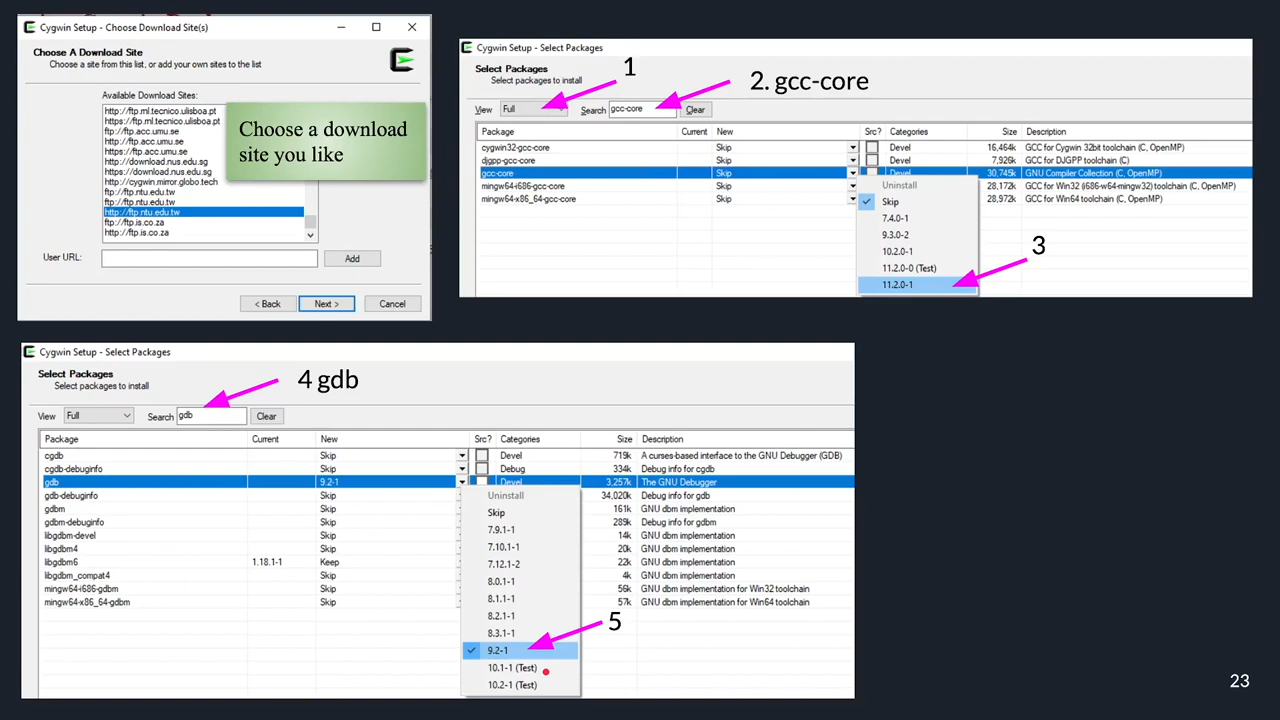 Cygwin Setup - Choose Download Site(s)
Choose A Download Site
Choose a site from this list, or add your own sites to the list
Available Download Sites:
http://ftp.ml.tecnico.ulisboa.pt
https://ftp.ml.tecnico.ulisboa.pt
ftp://ftp.acc.umu.se
http://ftp.acc.umu.se
https://ftp.acc.umu.se
http://download.nus.edu.sg
https://download.nus.edu.sg
http://cygwin.mirror.globo.tech
ftp://ftp.ntu.edu.tw
ftp://ftp.ntu.edu.tw
http://ftp.ntu.edu.tw
ftp://ftp.is.co.za
http://ftp.is.co.za
Choose a download
site you like
User URL:
Add
< Back
Next >
Cancel
Cygwin Setup - Select Packages
Select Packages
Select packages to install
1
2. gcc-core
View Full Search gcc-core Clear
Package Current New Src? Categories Size Description
cygwin32-gcc-core Skip Devel 16,464k GCC for Cygwin 32bit toolchain (C, OpenMP)
djgpp-gcc-core Skip Devel 7,926k GCC for DJGPP toolchain (C)
gcc-core Skip Devel 30,745k GNU Compiler Collection (C, OpenMP)
mingw64-i686-gcc-core Skip 28,172k GCC for Win32 (i686-w64-mingw32) toolchain (C, OpenMP)
mingw64-x86_64-gcc-core Skip 28,972k GCC for Win64 toolchain (C, OpenMP)
Uninstall
Skip
7.4.0-1
9.3.0-2
10.2.0-1
11.2.0-0 (Test)
11.2.0-1
3
Cygwin Setup - Select Packages
Select Packages
Select packages to install
4 gdb
View Full Search gdb Clear
Package Current New Src? Categories Size Description
cgdb Skip Devel 719k A curses-based interface to the GNU Debugger (GDB)
cgdb-debuginfo Skip Debug 334k Debug info for cgdb
gdb 9.2-1 Devel 3,257k The GNU Debugger
gdb-debuginfo Skip 34,020k Debug info for gdb
gdbm Skip 161k GNU dbm implementation
gdbm-debuginfo Skip 289k Debug info for gdbm
libgdbm-devel Skip 14k GNU dbm implementation
libgdbm4 Skip 20k GNU dbm implementation
libgdbm6 1.18.1-1 Keep 22k GNU dbm implementation
libgdbm_compat4 Skip 4k GNU dbm implementation
mingw64-i686-gdbm Skip 56k GNU dbm implementation for Win32 toolchain
mingw64-x86_64-gdbm Skip 57k GNU dbm implementation for Win64 toolchain
Uninstall
Skip
7.9.1-1
7.10.1-1
7.12.1-2
8.0.1-1
8.1.1-1
8.2.1-1
8.3.1-1
9.2-1
10.1-1 (Test)
10.2-1 (Test)
5
23